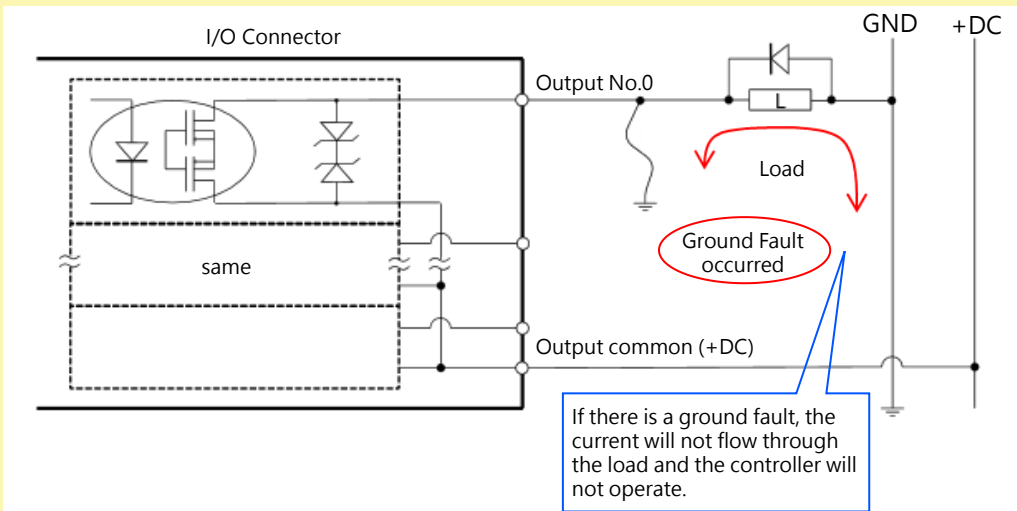 I/O Connector
GND
+DC
Output No.0
L
Load
Ground Fault
occurred
same
Output common (+DC)
If there is a ground fault, the
current will not flow through
the load and the controller will
not operate.